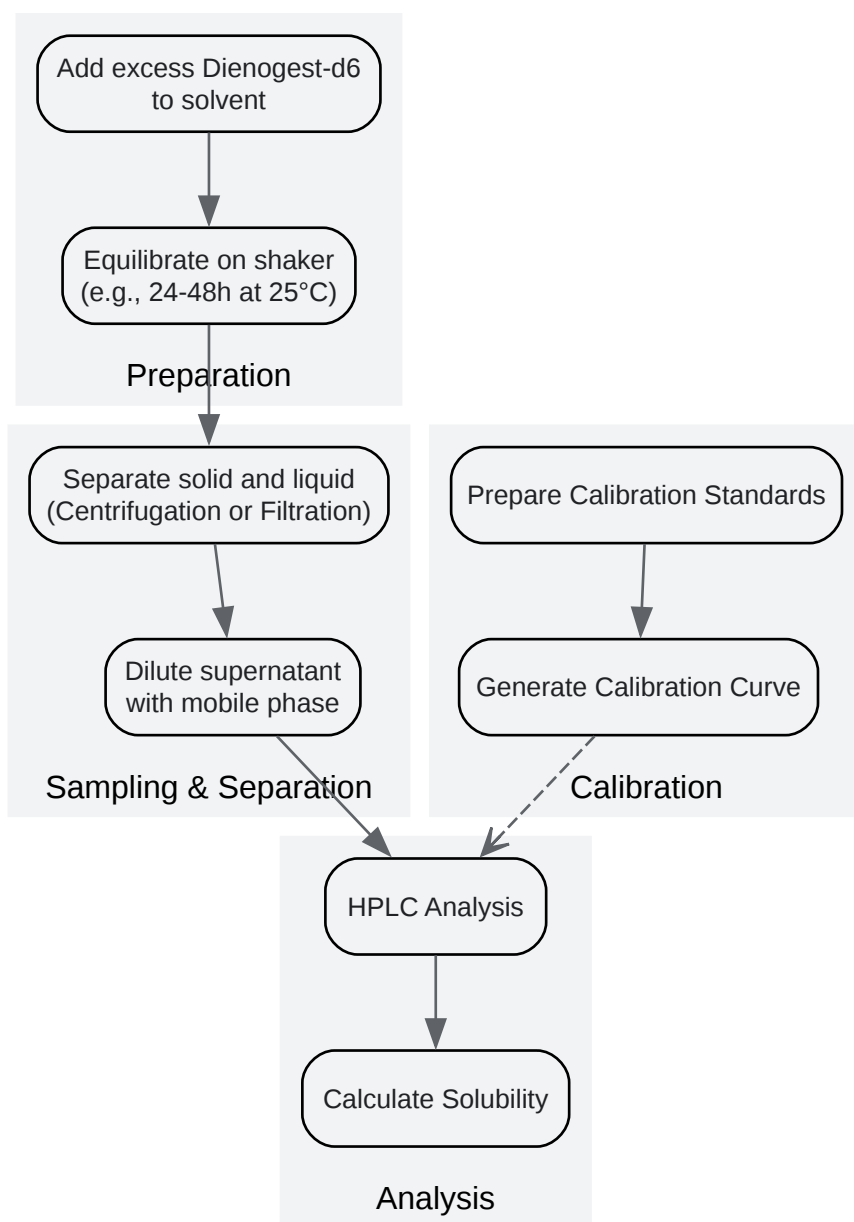 Add excess Dienogest-d6
to solvent
Equilibrate on shaker
(e.g., 24-48h at 25°C)
Preparation
Separate solid and liquid
(Centrifugation or Filtration)
Dilute supernatant
with mobile phase
Sampling & Separation
Prepare Calibration Standards
Generate Calibration Curve
Calibration
HPLC Analysis
Calculate Solubility
Analysis